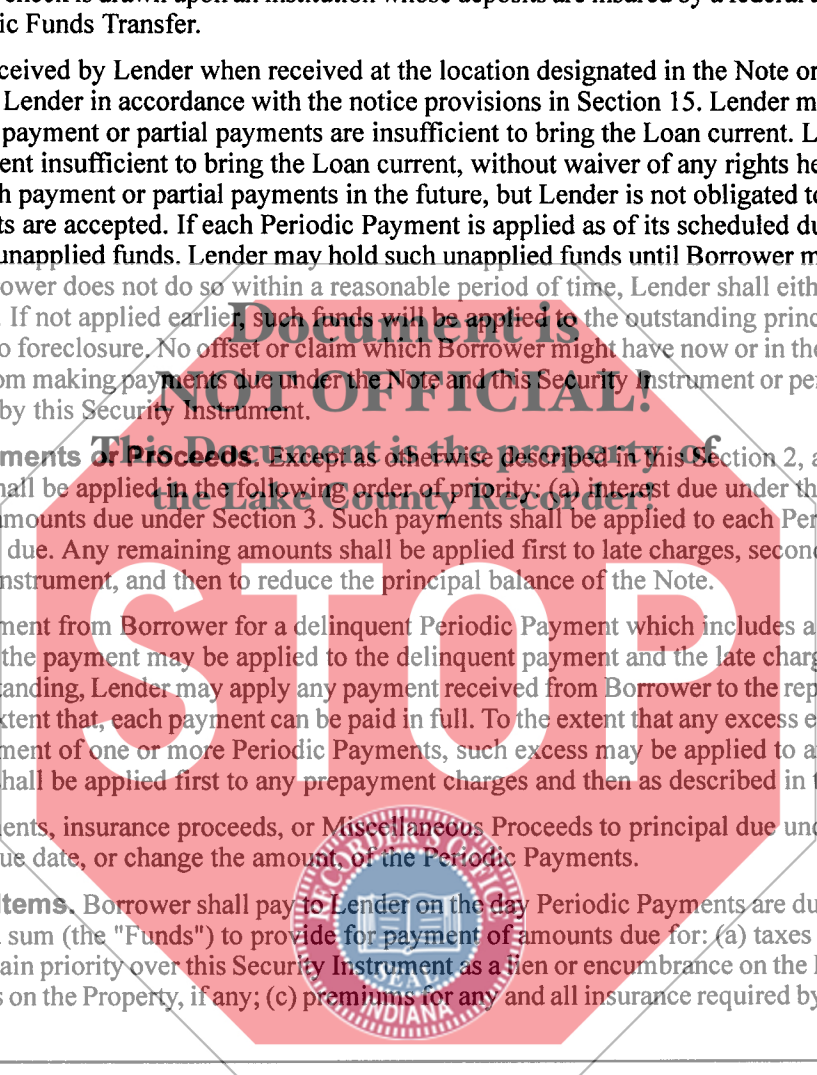 ic Funds Transfer.
ceived by Lender when received at the location designated in the Note or
Lender in accordance with the notice provisions in Section 15. Lender m
payment or partial payments are insufficient to bring the Loan current. L
ent insufficient to bring the Loan current, without waiver of any rights he
h payment or partial payments in the future, but Lender is not obligated to
ts are accepted. If each Periodic Payment is applied as of its scheduled du
unapplied funds. Lender may hold such unapplied funds until Borrower m
ower does not do so within a reasonable period of time, Lender shall eith
. If not applied earlier, such funds will be applied to the outstanding princ
o foreclosure. No offset or claim which Borrower might have now or in the
om making payments due under the Note and this Security Instrument or per
by this Security Instrument.
ments or Proceeds. Except as otherwise described in this Section 2, a
hall be applied in the following order of priority: (a) interest due under th
mounts due under Section 3. Such payments shall be applied to each Per
due. Any remaining amounts shall be applied first to late charges, secon
nstrument, and then to reduce the principal balance of the Note.
ment from Borrower for a delinquent Periodic Payment which includes a
the payment may be applied to the delinquent payment and the late charg
tanding, Lender may apply any payment received from Borrower to the rep
xtent that, each payment can be paid in full. To the extent that any excess e
ment of one or more Periodic Payments, such excess may be applied to a
hall be applied first to any prepayment charges and then as described in t
ents, insurance proceeds, or Miscellaneous Proceeds to principal due und
ue date, or change the amount, of the Periodic Payments.
Items. Borrower shall pay to Lender on the day Periodic Payments are du
sum (the "Funds") to provide for payment of amounts due for: (a) taxes
ain priority over this Security Instrument as a lien or encumbrance on the
s on the Property, if any; (c) premiums for any and all insurance required by
Document is
NOT OFFICIAL!
This Document is the property of
the Lake County Recorder!
STOP
SEAL
INDIANA